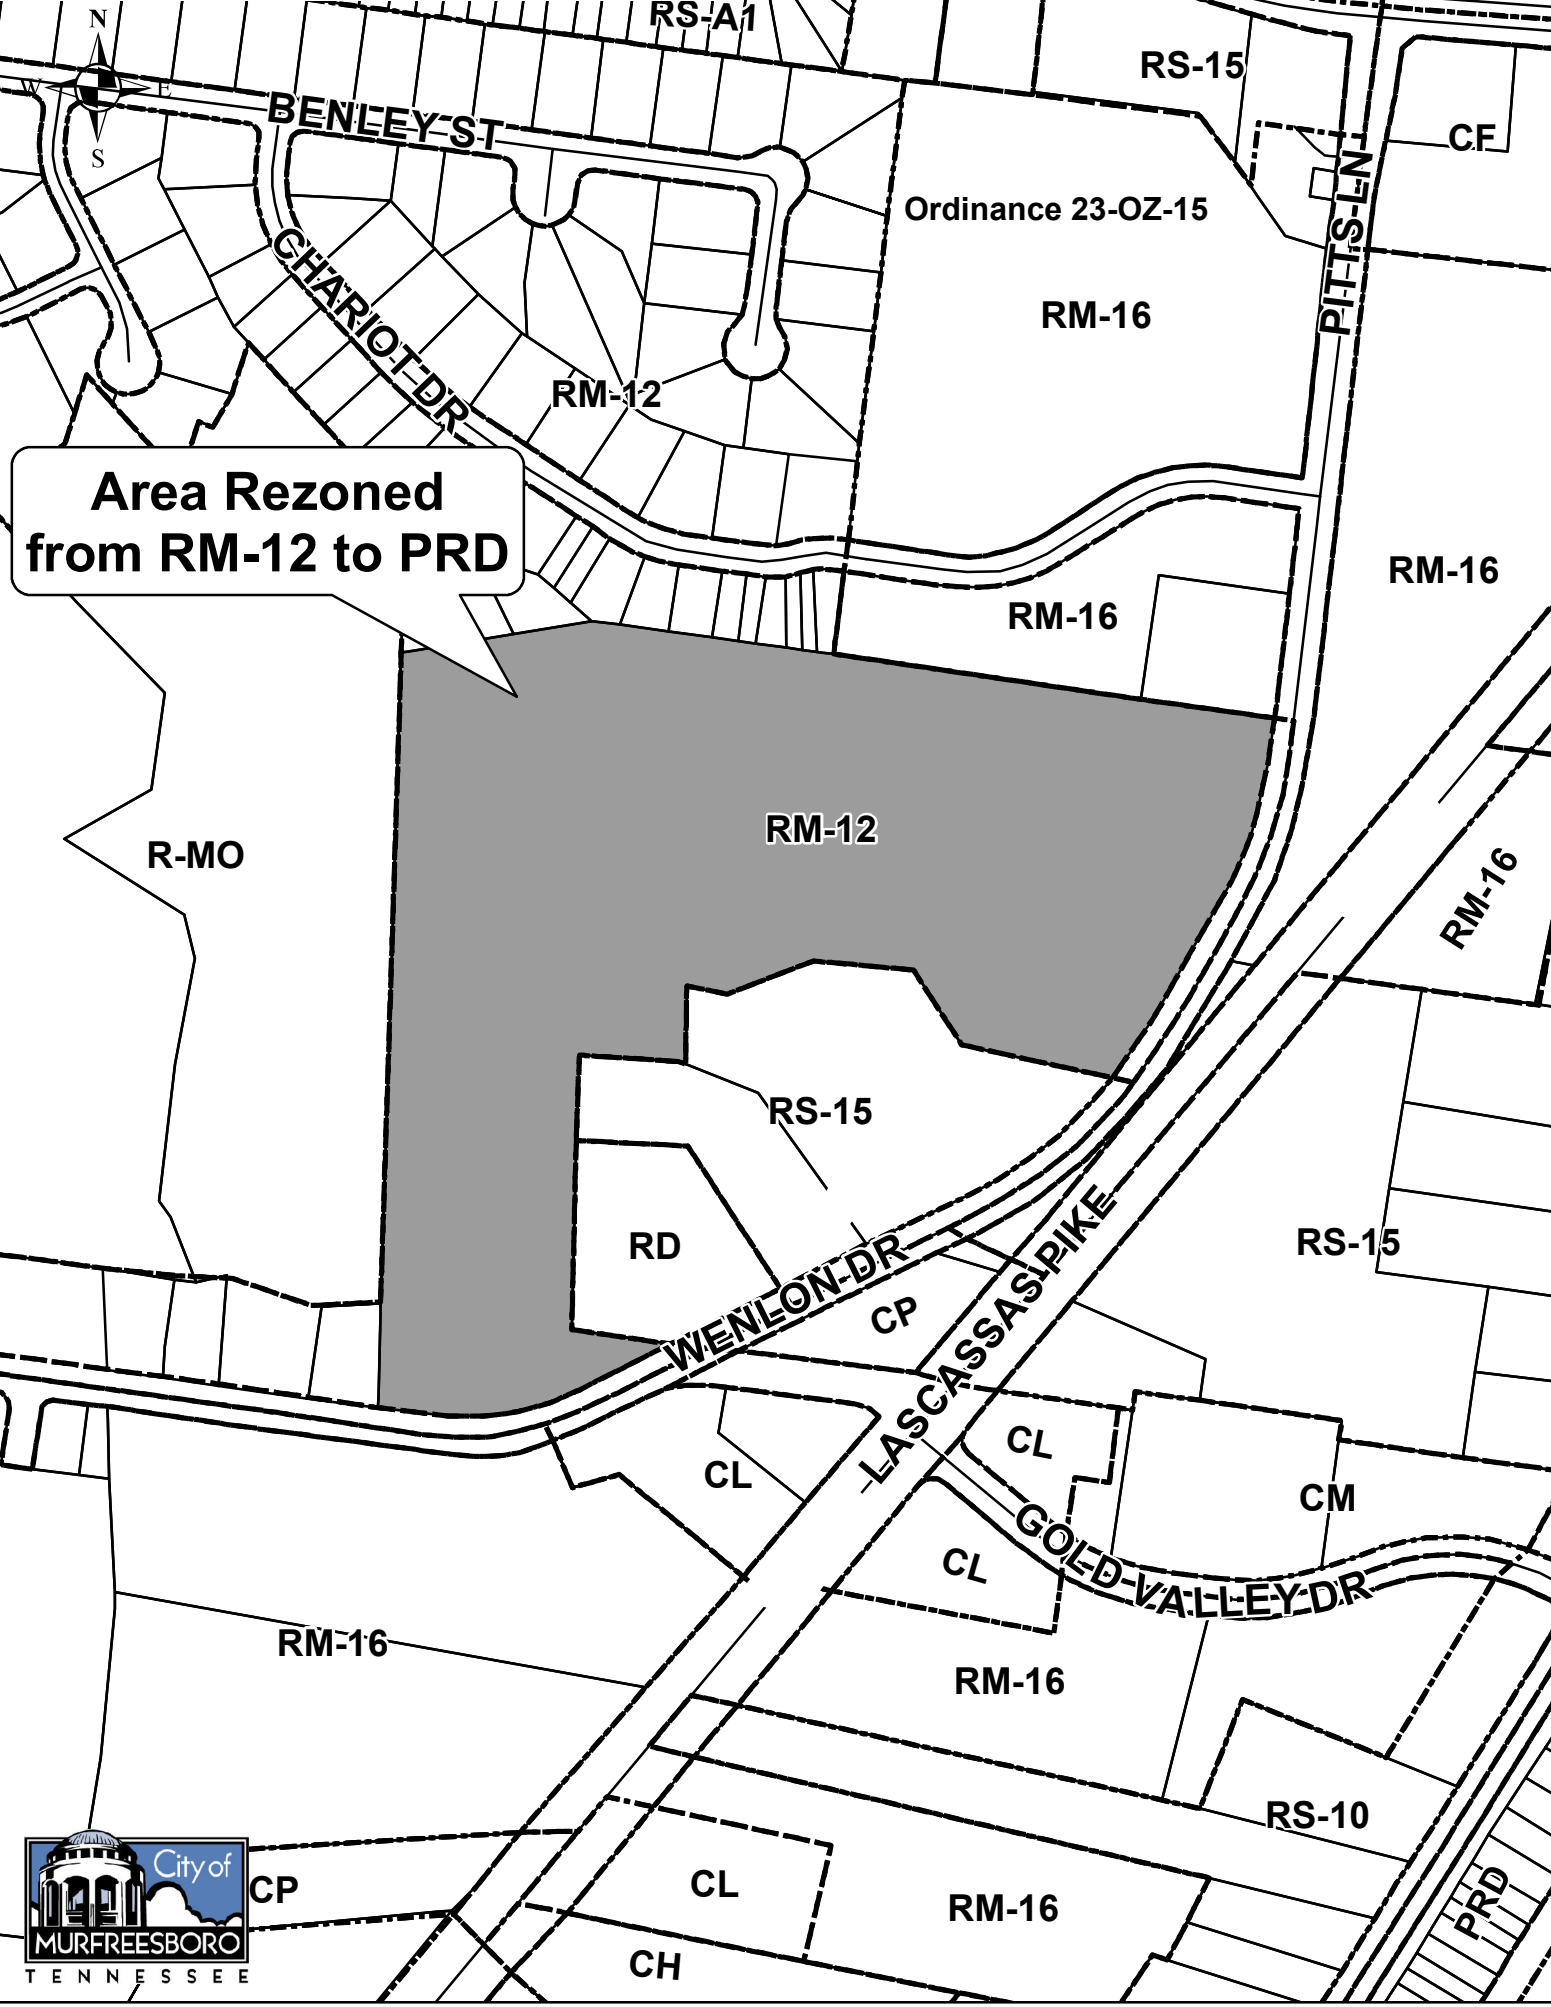 RS-A1
N
W
E
S
RS-15
BENLEY ST
CF
PITTS LN
Ordinance 23-OZ-15
CHARIOT DR
RM-16
RM-12
Area Rezoned
from RM-12 to PRD
RM-16
RM-16
RM-12
R-MO
RM-16
RS-15
RD
WENLON DR
LASCASSAS PIKE
RS-15
CP
CL
CL
CM
GOLD VALLEY DR
CL
RM-16
RM-16
RS-10
City of
MURFREESBORO
TENNESSEE
CP
CL
RM-16
PRD
CH